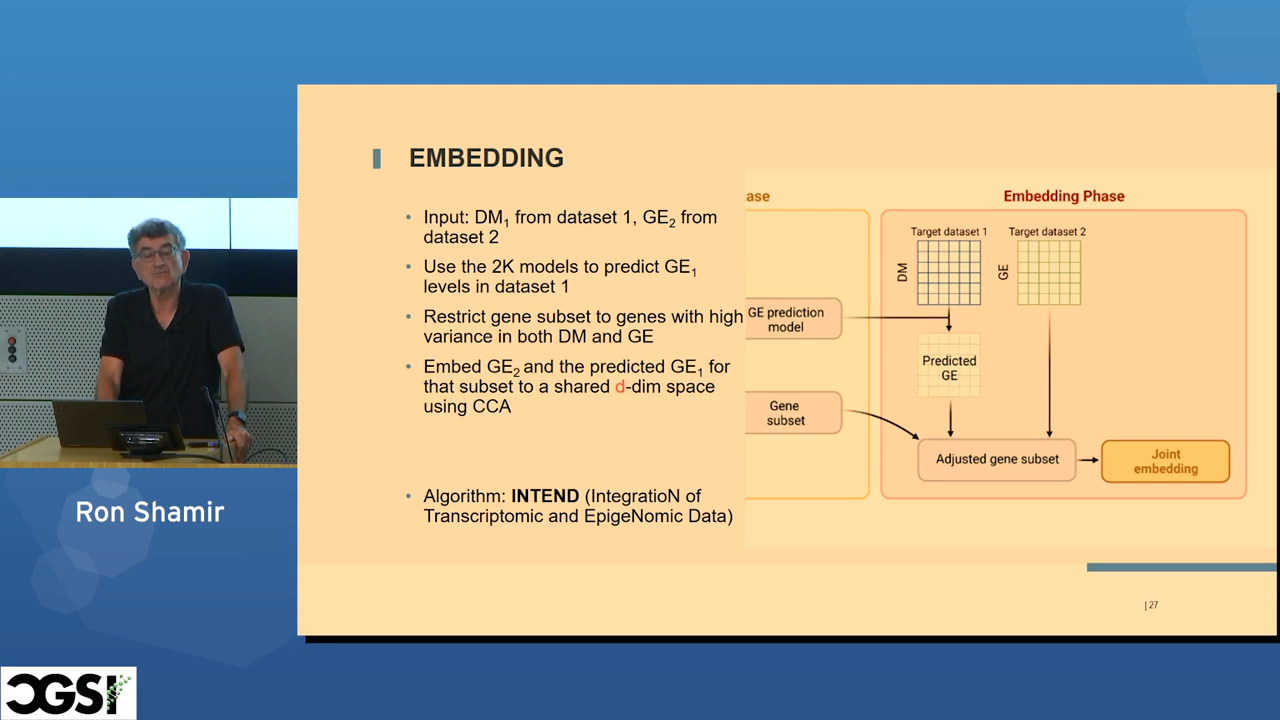 EMBEDDING
• Input: DM1 from dataset 1, GE2 from
dataset 2
• Use the 2K models to predict GE1
levels in dataset 1
• Restrict gene subset to genes with high
variance in both DM and GE
• Embed GE2 and the predicted GE1 for
that subset to a shared d-dim space
using CCA
• Algorithm: INTEND (IntegratioN of
Transcriptomic and EpigeNomic Data)
ase
GE prediction
model
Gene
subset
Embedding Phase
Target dataset 1
Target dataset 2
DM
GE
Predicted
GE
Adjusted gene subset
Joint
embedding
| 27
Ron Shamir
CGSI